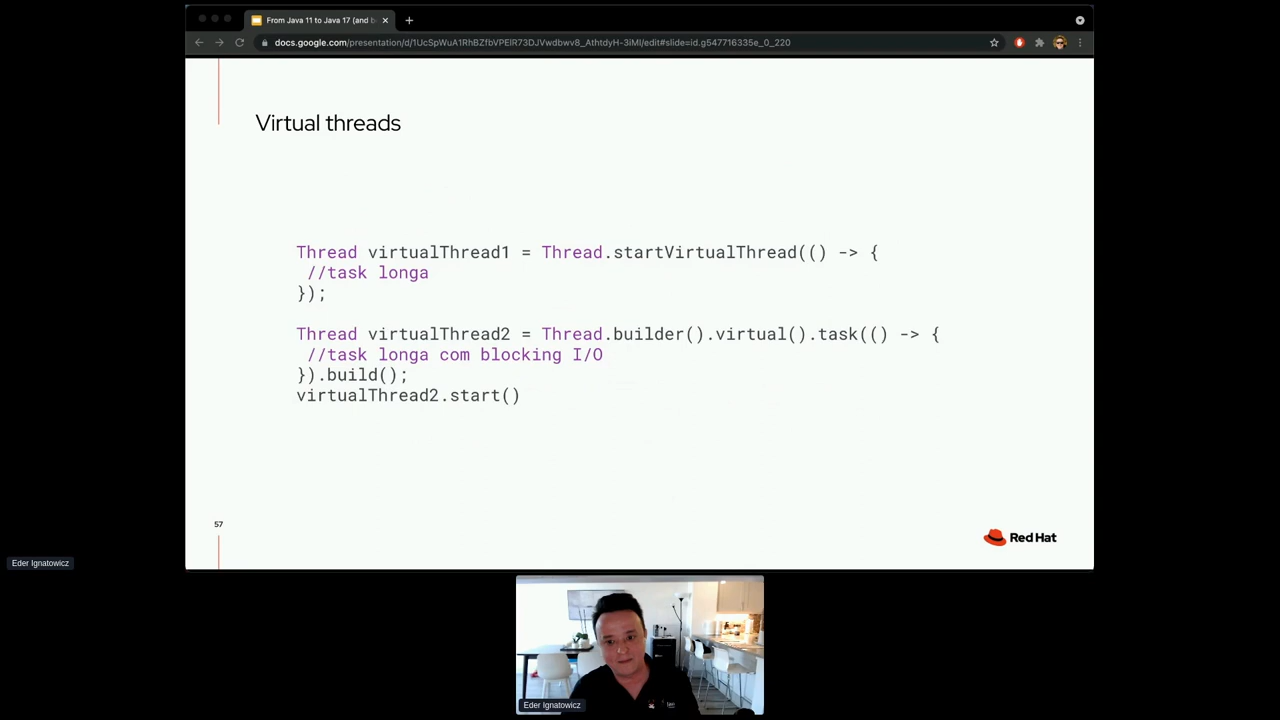 From Java 11 to Java 17 (and b
docs.google.com/presentation/d/1UcSpWuA1RhBZfbVPElR73DJVwdbwv8_AthtdyH-3iMI/edit#slide=id.g547716335e_0_220
Virtual threads
Thread virtualThread1 = Thread.startVirtualThread(() -> {
//task longa
});
Thread virtualThread2 = Thread.builder().virtual().task(() -> {
//task longa com blocking I/O
}).build();
virtualThread2.start()
57
Red Hat
Eder Ignatowicz
Eder Ignatowicz